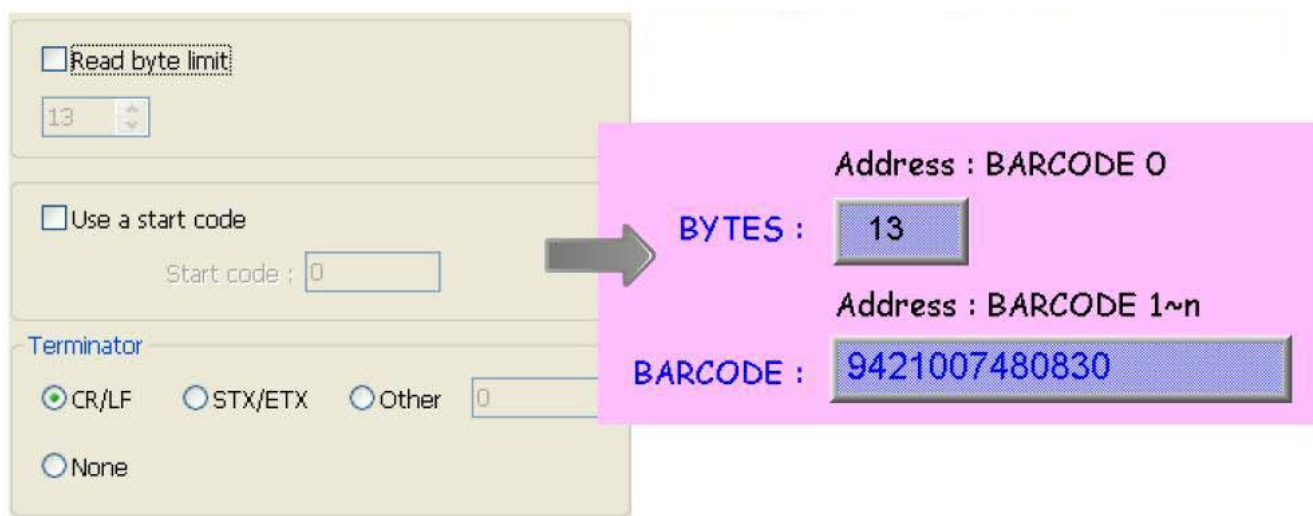 Read byte limit
13
Use a start code
Start code : 0
Terminator
CR/LF STX/ETX Other 0
None
Address : BARCODE 0
BYTES : 13
Address : BARCODE 1~n
BARCODE : 9421007480830